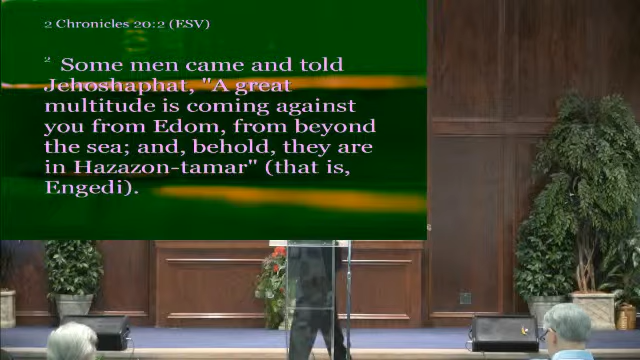 2 Chronicles 20:2 (ESV)
2 Some men came and told
Jehoshaphat, "A great
multitude is coming against
you from Edom, from beyond
the sea; and, behold, they are
in Hazazon-tamar" (that is,
Engedi).